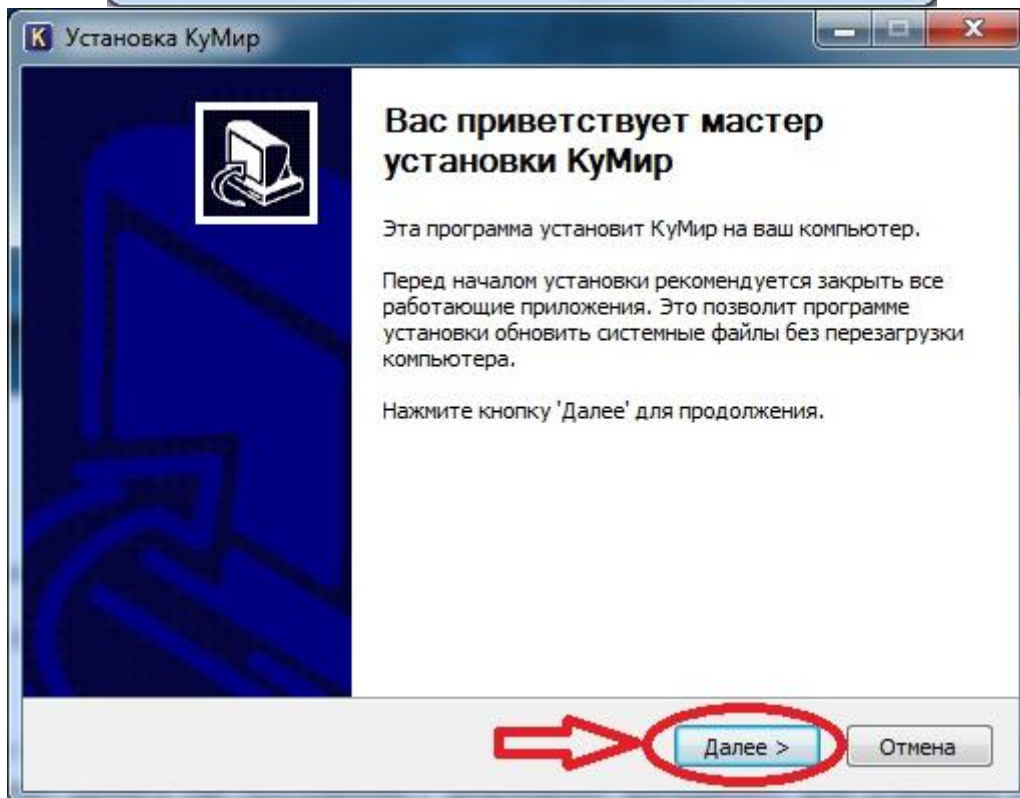 Установка КуМир
Вас приветствует мастер
установки КуМир
Эта программа установит КуМир на ваш компьютер.
Перед началом установки рекомендуется закрыть все
работающие приложения. Это позволит программе
установки обновить системные файлы без перезагрузки
компьютера.
Нажмите кнопку 'Далее' для продолжения.
Далее >
Отмена